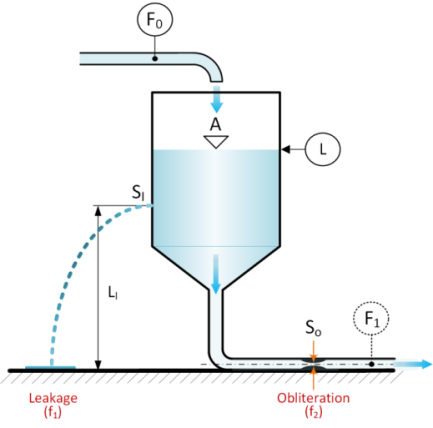 F₀
A
L
Sₗ
Lₗ
Sₒ
F₁
Leakage
(f₁)
Obliteration
(f₂)